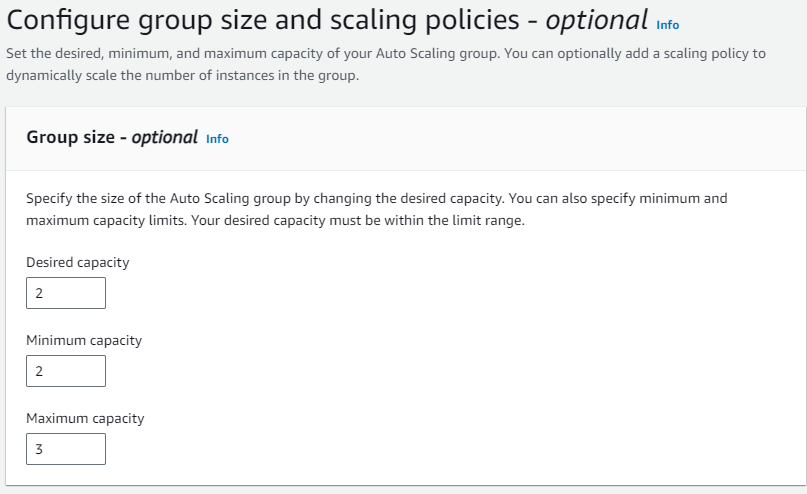 Configure group size and scaling policies - optional Info
Set the desired, minimum, and maximum capacity of your Auto Scaling group. You can optionally add a scaling policy to
dynamically scale the number of instances in the group.
Group size - optional Info
Specify the size of the Auto Scaling group by changing the desired capacity. You can also specify minimum and
maximum capacity limits. Your desired capacity must be within the limit range.
Desired capacity
2
Minimum capacity
2
Maximum capacity
3